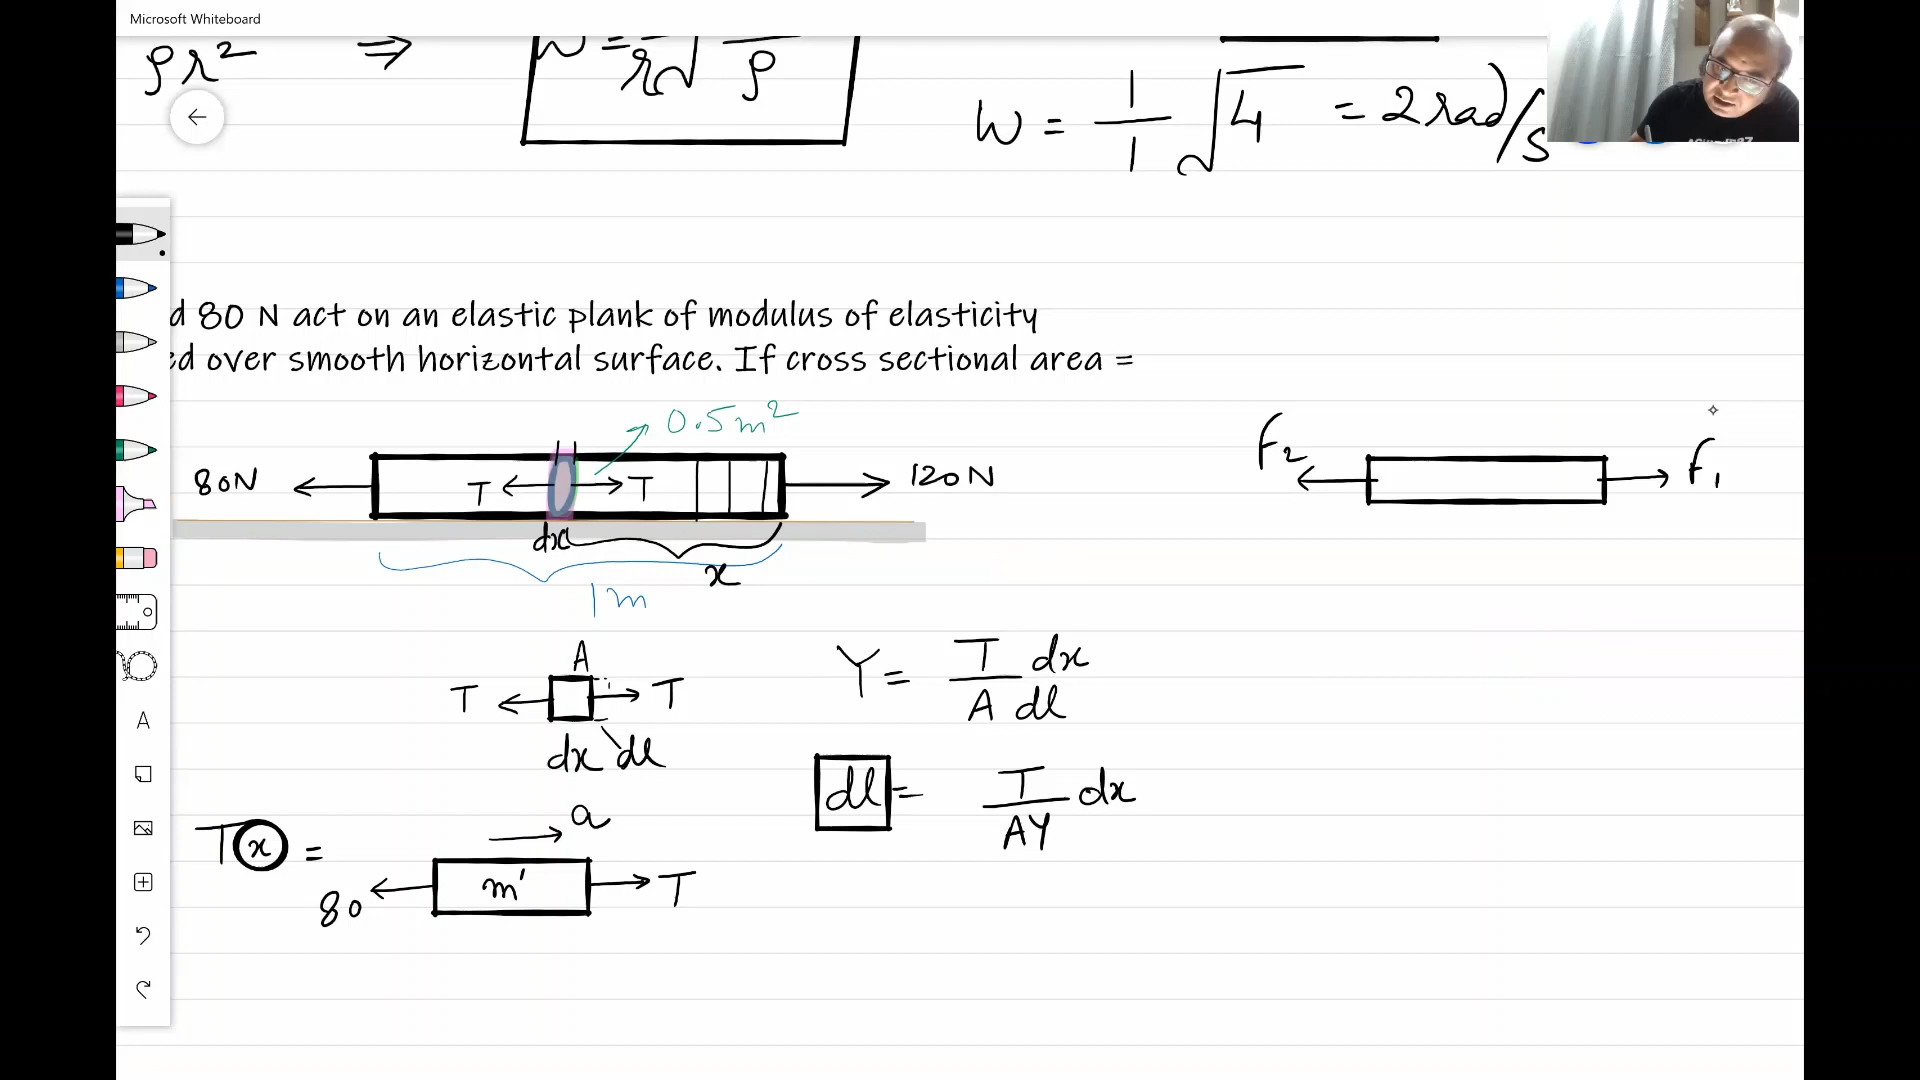 Microsoft Whiteboard
ρr² ⇒
W = √ ρ
W = 1/1 √4 = 2 rad/s
d 80 N act on an elastic plank of modulus of elasticity
ed over smooth horizontal surface. If cross sectional area =
0.5m²
80N T T 120N
F₂ F₁
dx
x
1m
A
T T
dx dl
Y = T dx / A dl
dl = T / AY dx
a
T(x) =
80 m' T
A